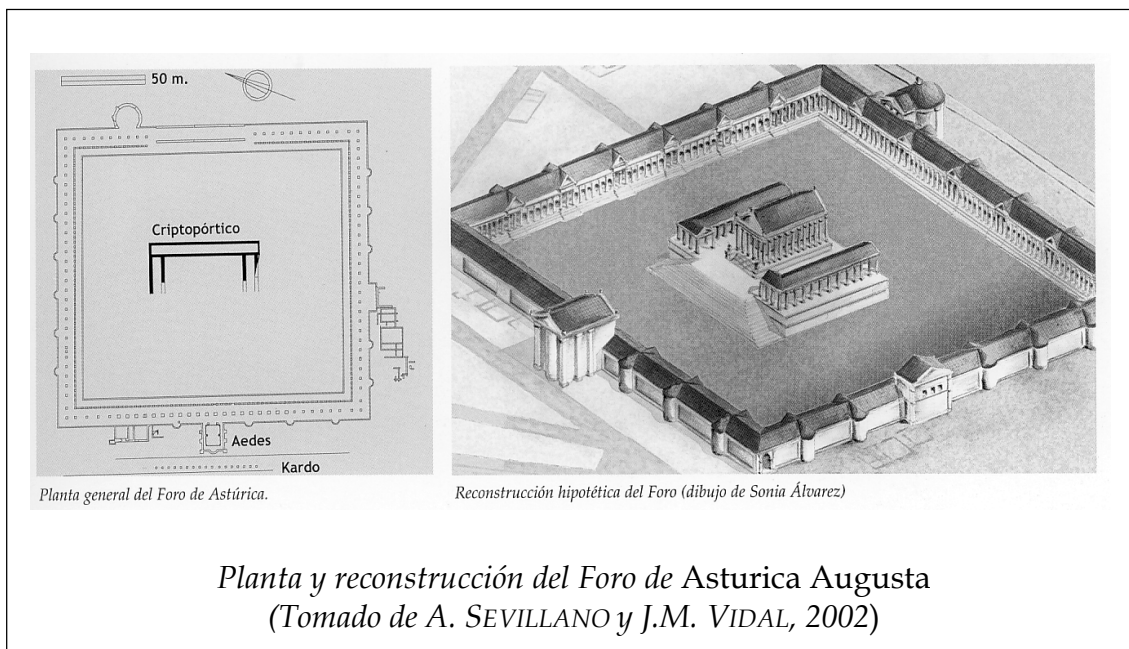 50 m.
Criptopórtico
Aedes
Kardo
Planta general del Foro de Astúrica.
Reconstrucción hipotética del Foro (dibujo de Sonia Álvarez)
Planta y reconstrucción del Foro de Asturica Augusta
(Tomado de A. SEVILLANO y J.M. VIDAL, 2002)